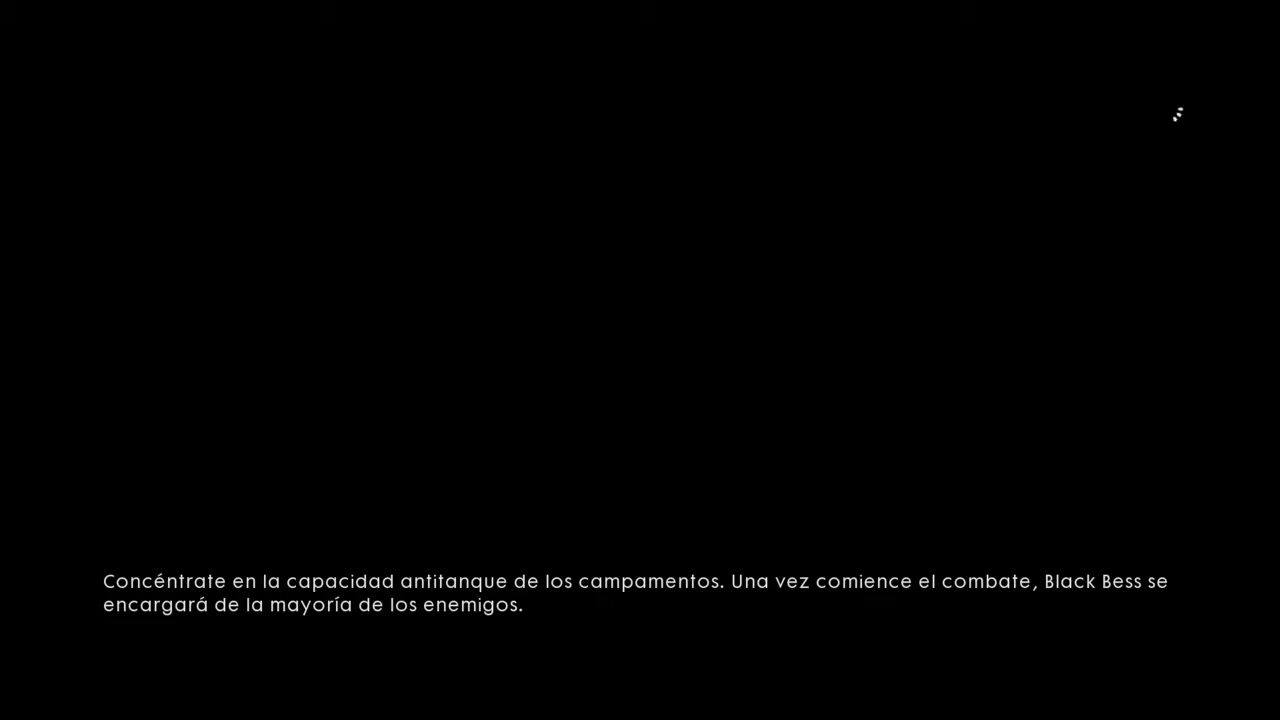 Concéntrate en la capacidad antitanque de los campamentos. Una vez comience el combate, Black Bess se
encargará de la mayoría de los enemigos.